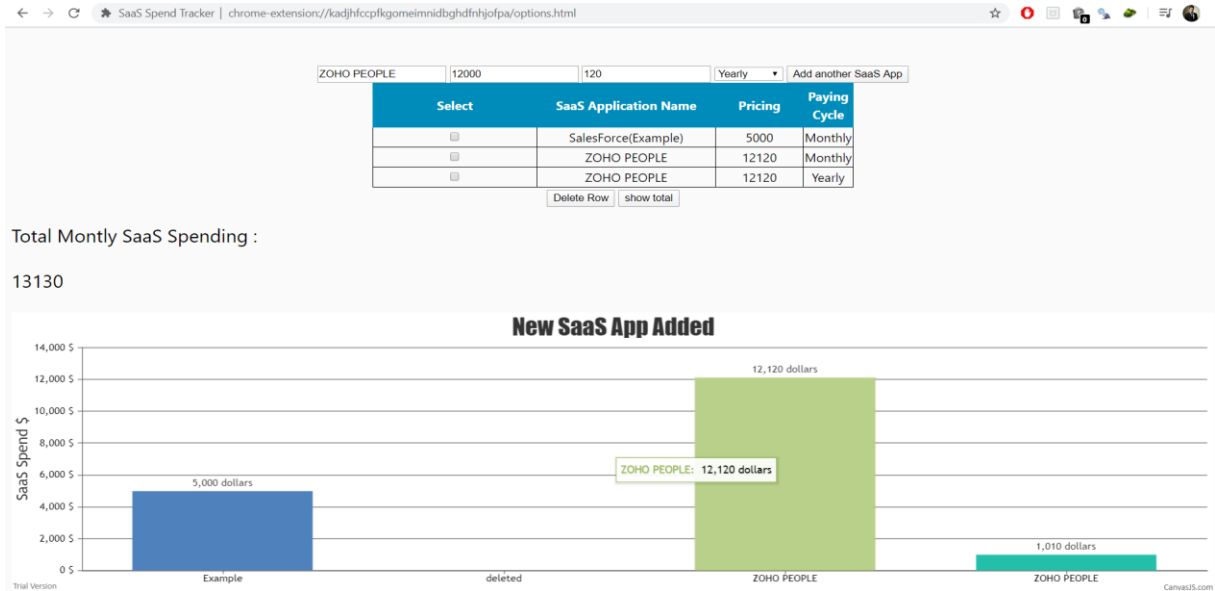 SaaS Spend Tracker | chrome-extension://kadjhfccpfkgomeimnidbghdfnhjofpa/options.html
0
ZOHO PEOPLE 12000 120 Yearly Add another SaaS App
Select SaaS Application Name Pricing Paying Cycle
SalesForce(Example) 5000 Monthly
ZOHO PEOPLE 12120 Monthly
ZOHO PEOPLE 12120 Yearly
Delete Row show total
Total Montly SaaS Spending :
13130
New SaaS App Added
SaaS Spend $
14,000 $
12,000 $
10,000 $
8,000 $
6,000 $
4,000 $
2,000 $
0 $
5,000 dollars
12,120 dollars
ZOHO PEOPLE: 12,120 dollars
1,010 dollars
Example deleted ZOHO PEOPLE ZOHO PEOPLE
Trial Version CanvasJS.com